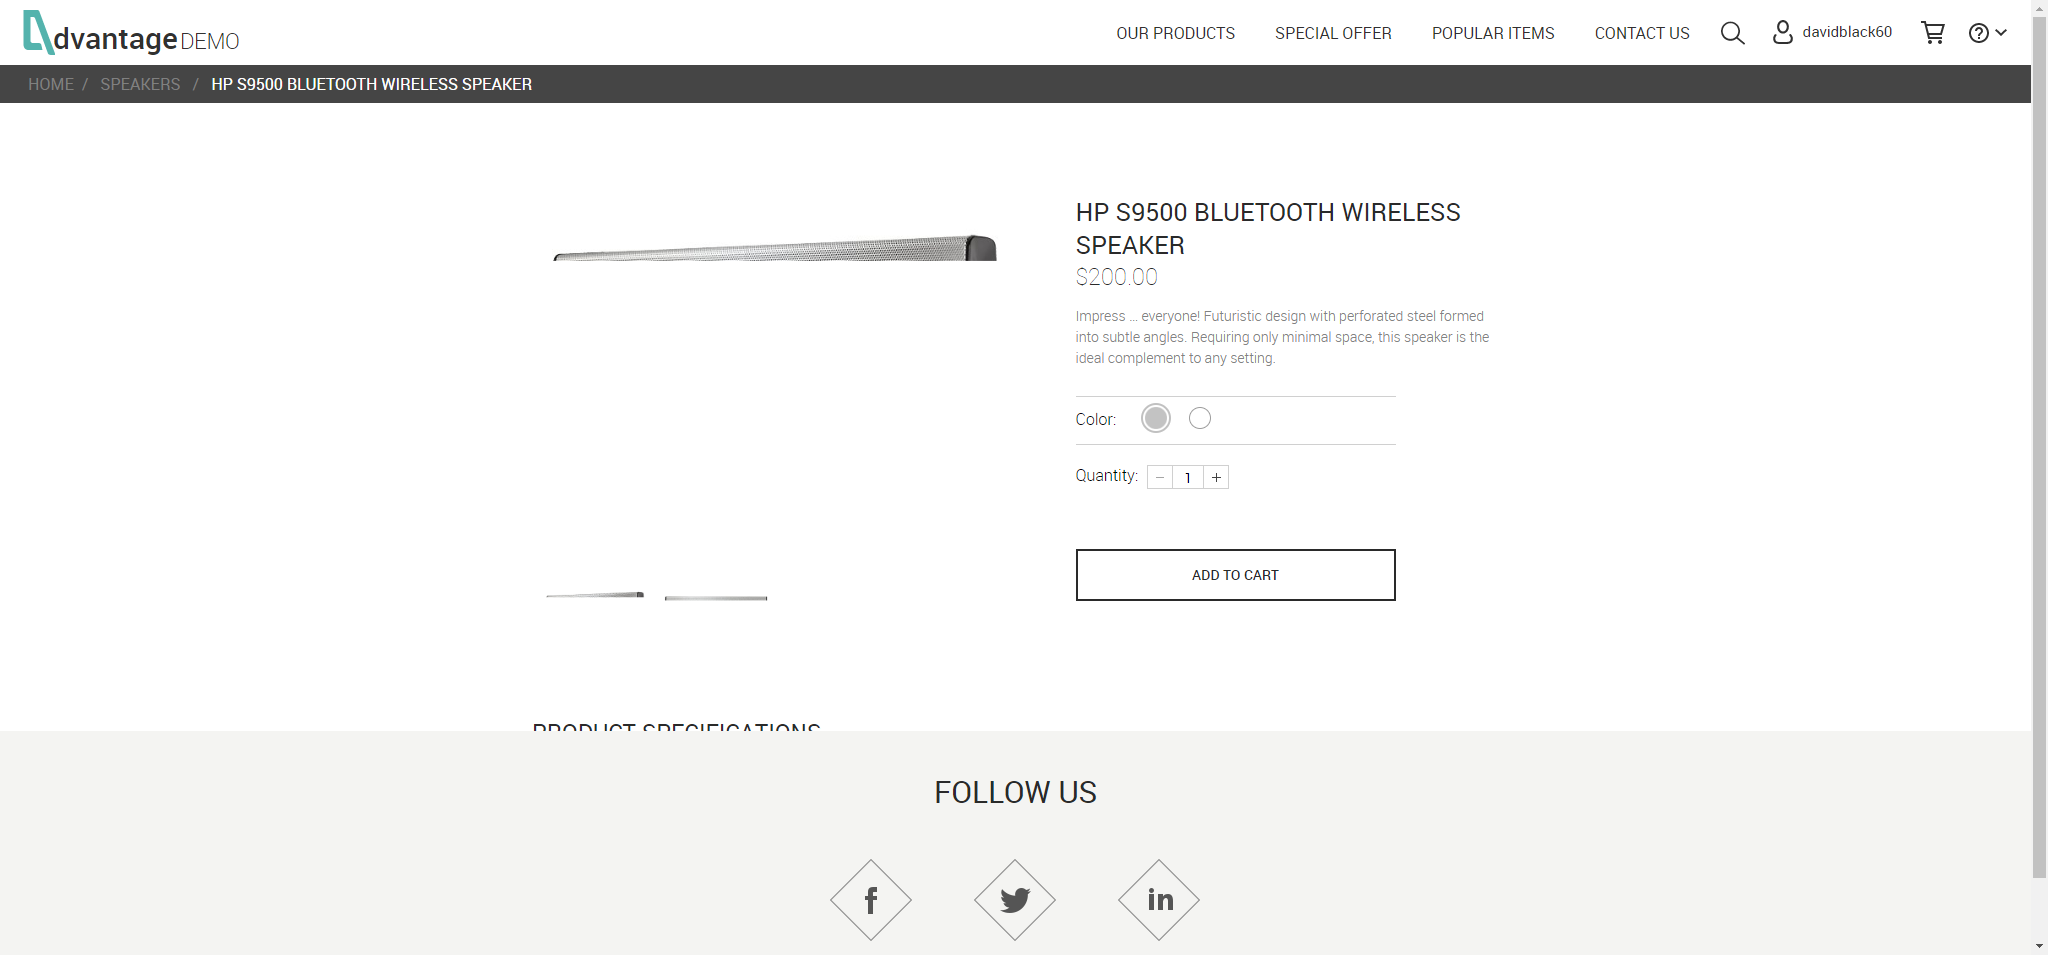 dvantage DEMO
OUR PRODUCTS
SPECIAL OFFER
POPULAR ITEMS
CONTACT US
davidblack60
HOME / SPEAKERS / HP S9500 BLUETOOTH WIRELESS SPEAKER
HP S9500 BLUETOOTH WIRELESS
SPEAKER
$200.00
Impress ... everyone! Futuristic design with perforated steel formed
into subtle angles. Requiring only minimal space, this speaker is the
ideal complement to any setting.
Color:
Quantity: − 1 +
ADD TO CART
PRODUCT SPECIFICATIONS
FOLLOW US
f
in